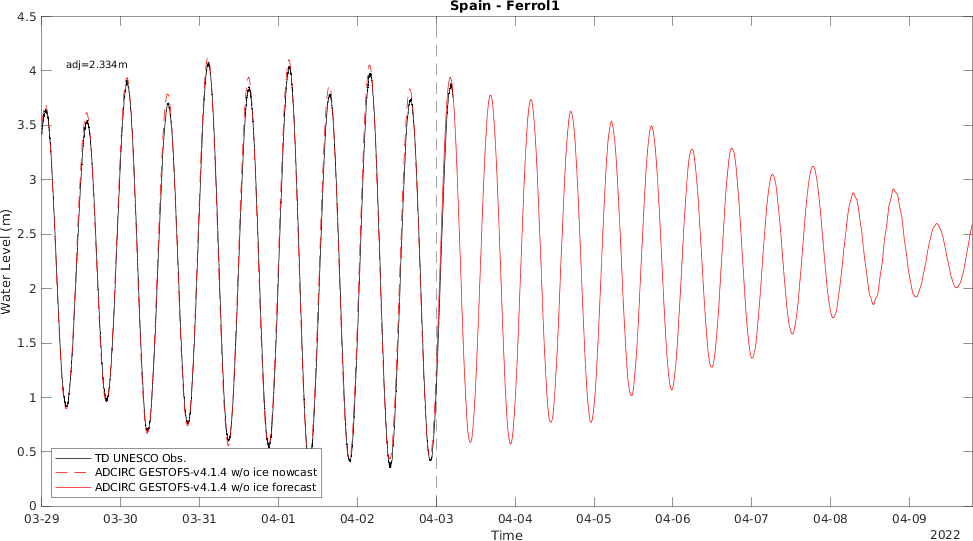 Spain - Ferrol1
4.5
4
3.5
3
2.5
2
1.5
1
0.5
0
Water Level (m)
adj=2.334m
TD UNESCO Obs.
ADCIRC GESTOFS-v4.1.4 w/o ice nowcast
ADCIRC GESTOFS-v4.1.4 w/o ice forecast
03-29 03-30 03-31 04-01 04-02 04-03 04-04 04-05 04-06 04-07 04-08 04-09
Time
2022